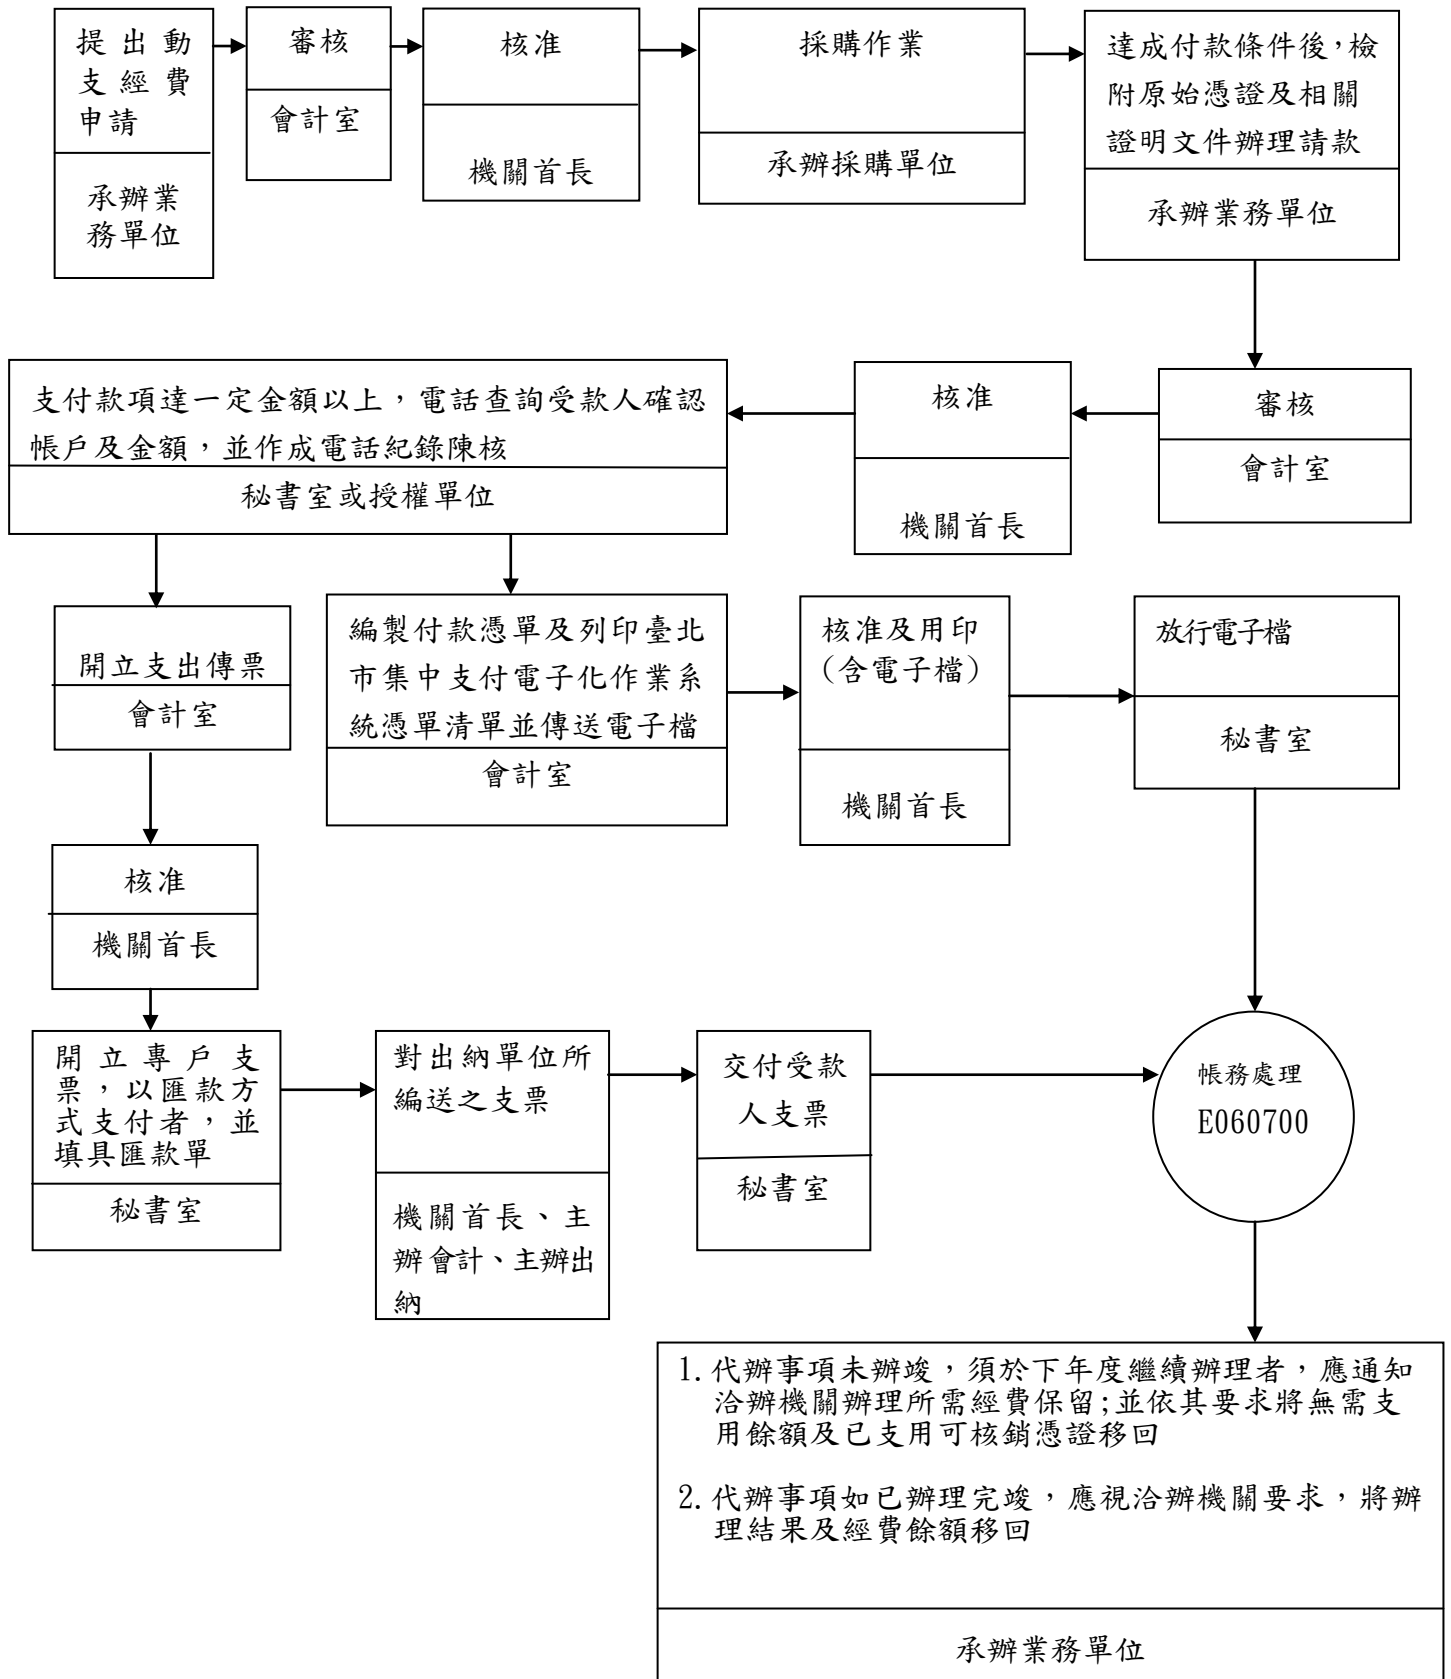 提出動
支經費
申請
承辦業
務單位
審核
會計室
核准
機關首長
採購作業
承辦採購單位
達成付款條件後,檢
附原始憑證及相關
證明文件辦理請款
承辦業務單位
審核
會計室
核准
機關首長
支付款項達一定金額以上，電話查詢受款人確認
帳戶及金額，並作成電話紀錄陳核
秘書室或授權單位
開立支出傳票
會計室
編製付款憑單及列印臺北
市集中支付電子化作業系
統憑單清單並傳送電子檔
會計室
核准及用印
(含電子檔)
機關首長
放行電子檔
秘書室
核准
機關首長
開立專戶支
票，以匯款方
式支付者，並
填具匯款單
秘書室
對出納單位所
編送之支票
機關首長、主
辦會計、主辦出
納
交付受款
人支票
秘書室
帳務處理
E060700
1.代辦事項未辦竣，須於下年度繼續辦理者，應通知
洽辦機關辦理所需經費保留;並依其要求將無需支
用餘額及已支用可核銷憑證移回
2.代辦事項如已辦理完竣，應視洽辦機關要求，將辦
理結果及經費餘額移回
承辦業務單位